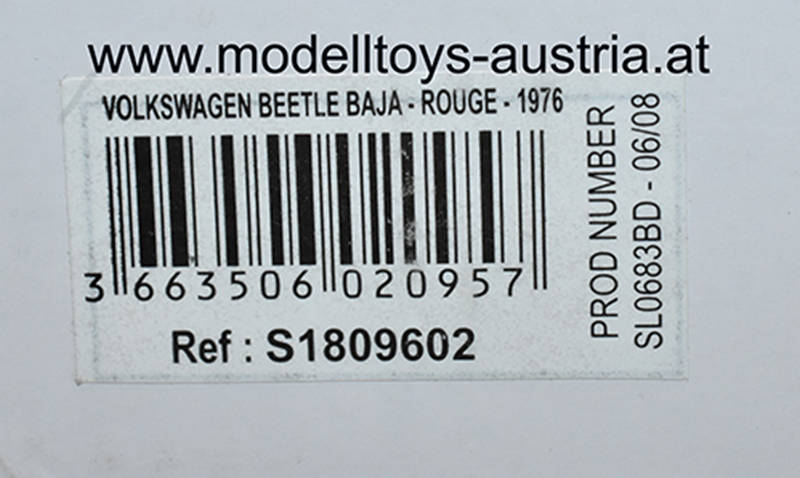 www.modelltoys-austria.at
VOLKSWAGEN BEETLE BAJA - ROUGE - 1976
3 663506 020957
Ref : S1809602
PROD NUMBER
SL0683BD - 06/08